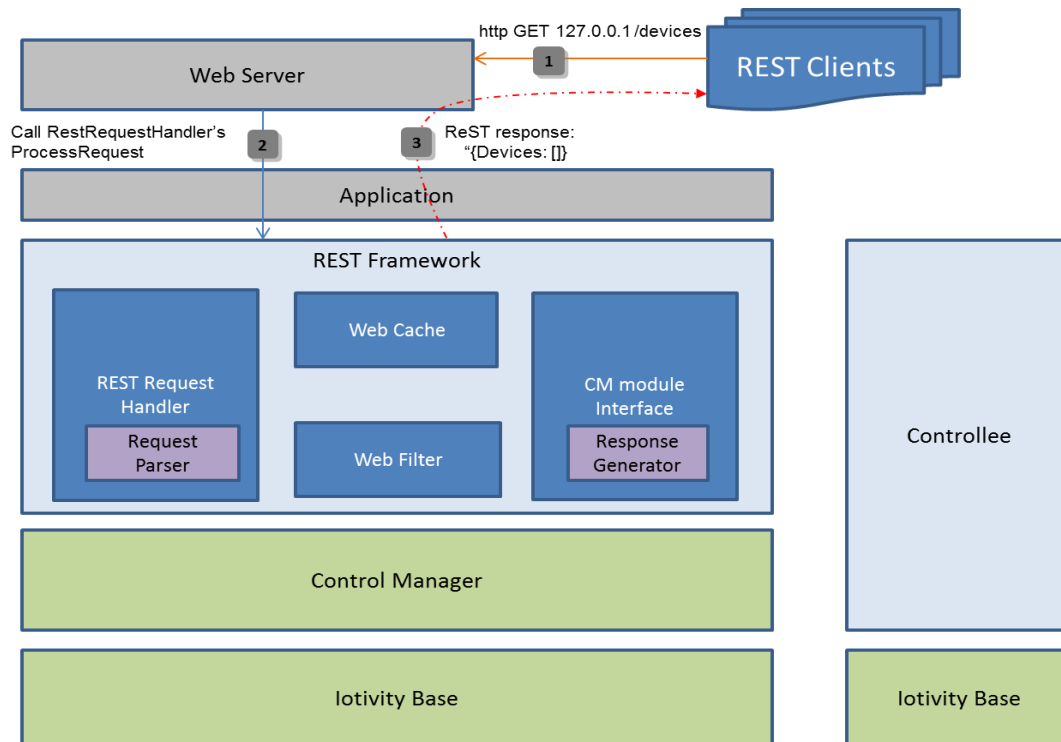 http GET 127.0.0.1/devices
1
REST Clients
Web Server
Call RestRequestHandler's
ProcessRequest
2
3
ReST response:
"{Devices: []}
Application
REST Framework
REST Request
Handler
Request
Parser
Web Cache
Web Filter
CM module
Interface
Response
Generator
Controllee
Control Manager
Iotivity Base
Iotivity Base